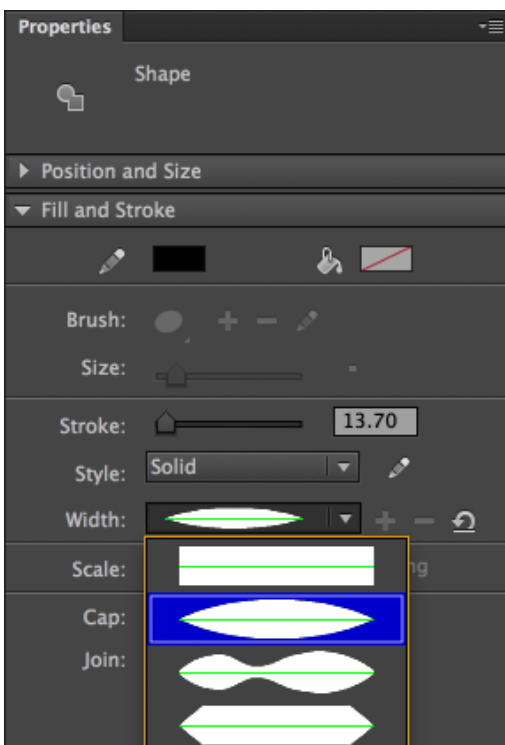 Properties
Shape
Position and Size
Fill and Stroke
Brush:
Size:
Stroke: 13.70
Style: Solid
Width:
Scale:
Cap:
Join: